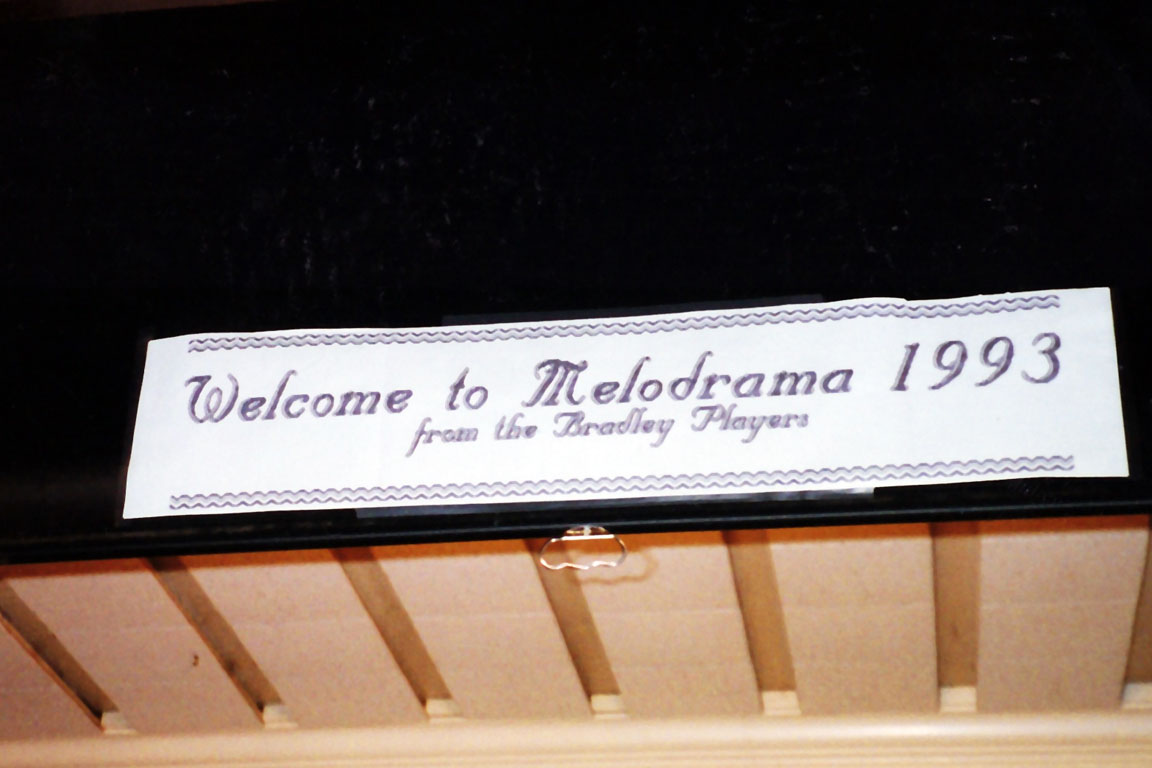 Welcome to Melodrama 1993
from the Bradley Players